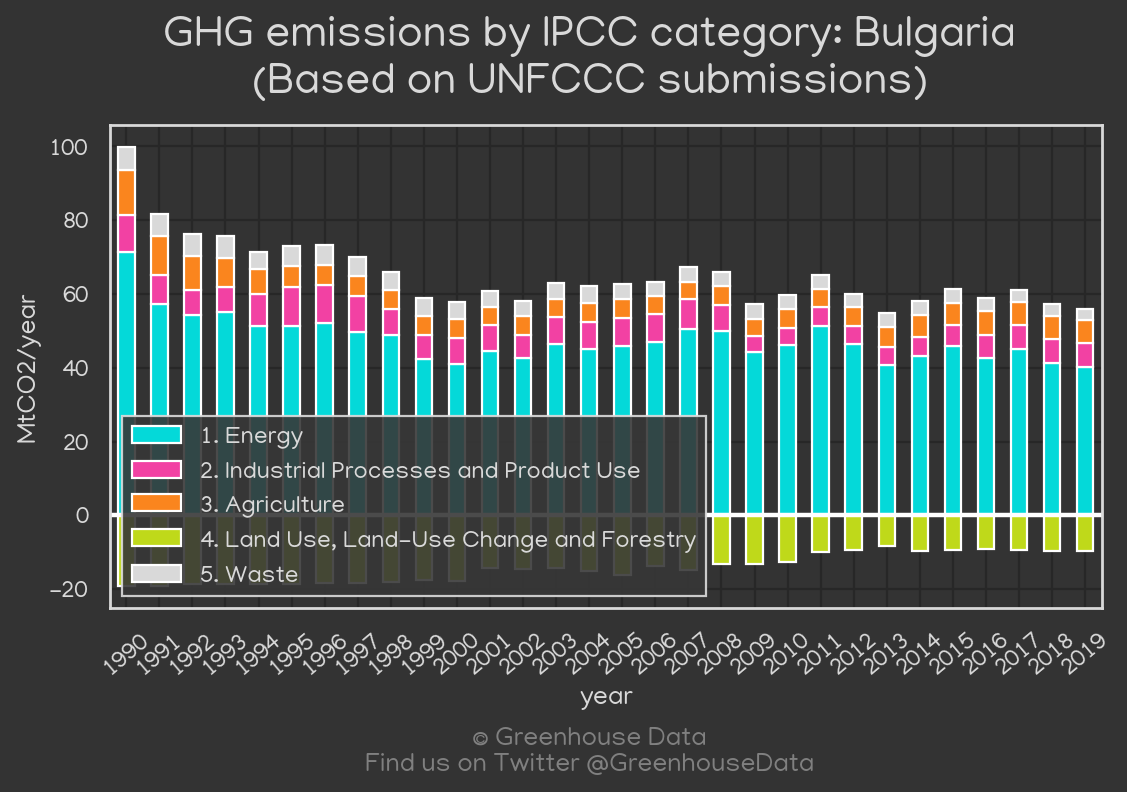 GHG emissions by IPCC category: Bulgaria
(Based on UNFCCC submissions)
MtCO2/year
100
80
60
40
20
0
−20
1. Energy
2. Industrial Processes and Product Use
3. Agriculture
4. Land Use, Land-Use Change and Forestry
5. Waste
1990 1991 1992 1993 1994 1995 1996 1997 1998 1999 2000 2001 2002 2003 2004 2005 2006 2007 2008 2009 2010 2011 2012 2013 2014 2015 2016 2017 2018 2019
year
© Greenhouse Data
Find us on Twitter @GreenhouseData